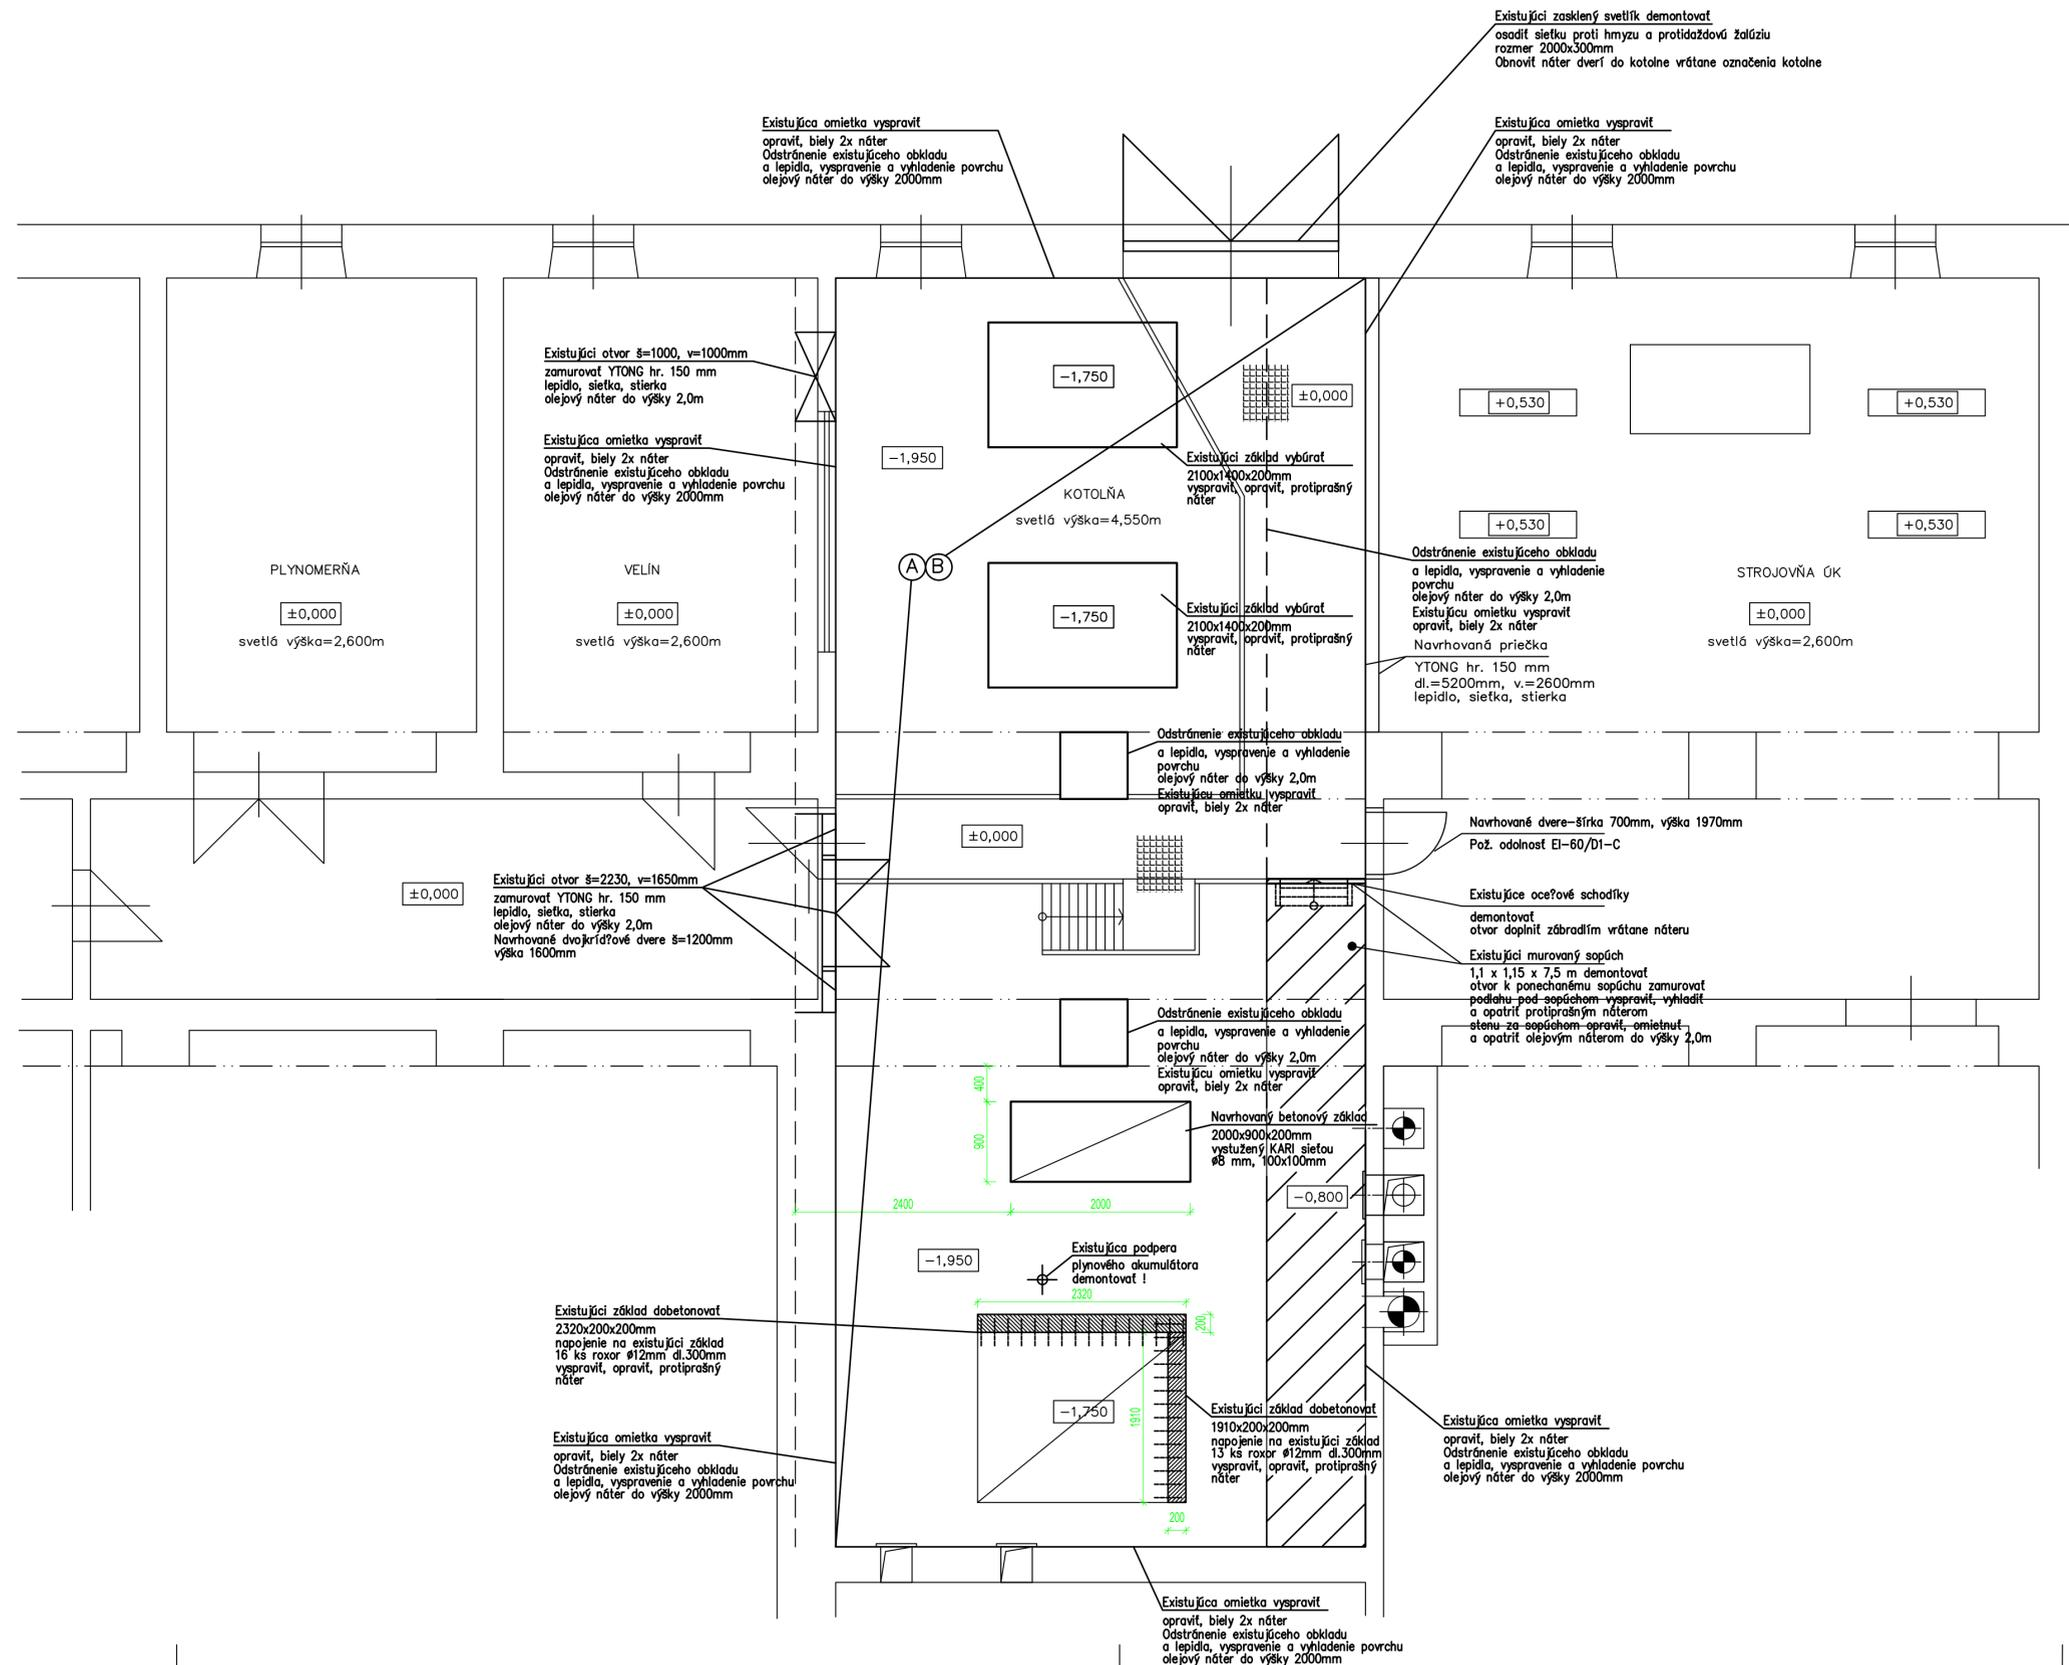 Existujúci zasklený svetlík demontovať
osadiť sieťku proti hmyzu a protidažďovú žalúziu
rozmer 2000x300mm
Obnoviť náter dverí do kotolne vrátane označenia kotolne
Existujúca omietka vyspraviť
opraviť, biely 2x náter
Odstránenie existujúceho obkladu
a lepidla, vyspravenie a vyhladenie povrchu
olejový náter do výšky 2000mm
Existujúca omietka vyspraviť
opraviť, biely 2x náter
Odstránenie existujúceho obkladu
a lepidla, vyspravenie a vyhladenie povrchu
olejový náter do výšky 2000mm
Existujúci otvor š=1000, v=1000mm
zamurovať YTONG hr. 150 mm
lepidlo, sieťka, stierka
olejový náter do výšky 2,0m
-1,750
±0,000
+0,530
+0,530
Existujúca omietka vyspraviť
opraviť, biely 2x náter
Odstránenie existujúceho obkladu
a lepidla, vyspravenie a vyhladenie povrchu
olejový náter do výšky 2000mm
-1,950
Existujúci základ vybúrať
2100x1400x200mm
vyspraviť, opraviť, protiprašný
náter
KOTOLŇA
svetlá výška=4,550m
+0,530
+0,530
A
B
PLYNOMERŇA
±0,000
svetlá výška=2,600m
VELÍN
±0,000
svetlá výška=2,600m
-1,750
Existujúci základ vybúrať
2100x1400x200mm
vyspraviť, opraviť, protiprašný
náter
Odstránenie existujúceho obkladu
a lepidla, vyspravenie a vyhladenie
povrchu
olejový náter do výšky 2,0m
Existujúcu omietku vyspraviť
opraviť, biely 2x náter
Navrhovaná priečka
YTONG hr. 150 mm
dl.=5200mm, v.=2600mm
lepidlo, sieťka, stierka
STROJOVŇA ÚK
±0,000
svetlá výška=2,600m
Odstránenie existujúceho obkladu
a lepidla, vyspravenie a vyhladenie
povrchu
olejový náter do výšky 2,0m
Existujúcu omietku vyspraviť
opraviť, biely 2x náter
±0,000
Navrhované dvere-šírka 700mm, výška 1970mm
Pož. odolnosť EI-60/D1-C
±0,000
Existujúci otvor š=2230, v=1650mm
zamurovať YTONG hr. 150 mm
lepidlo, sieťka, stierka
olejový náter do výšky 2,0m
Navrhované dvojkríd?ové dvere š=1200mm
výška 1600mm
Existujúce oce?ové schodíky
demontovať
otvor doplniť zábradlím vrátane náteru
Existujúci murovaný sopúch
1,1 x 1,15 x 7,5 m demontovať
otvor k ponechanému sopúchu zamurovať
podlahu pod sopúchom vyspraviť, vyhladiť
a opatriť protiprašným náterom
stenu za sopúchom opraviť, omietnuť
a opatriť olejovým náterom do výšky 2,0m
Odstránenie existujúceho obkladu
a lepidla, vyspravenie a vyhladenie
povrchu
olejový náter do výšky 2,0m
Existujúcu omietku vyspraviť
opraviť, biely 2x náter
400
900
Navrhovaný betonový základ
2000x900x200mm
vystužený KARI sieťou
ø8 mm, 100x100mm
2400
2000
-0,800
-1,950
Existujúca podpera
plynového akumulátora
demontovať !
2320
200
Existujúci základ dobetonovať
2320x200x200mm
napojenie na existujúci základ
16 ks roxor ø12mm dl.300mm
vyspraviť, opraviť, protiprašný
náter
-1,750
1910
Existujúci základ dobetonovať
1910x200x200mm
napojenie na existujúci základ
13 ks roxor ø12mm dl.300mm
vyspraviť, opraviť, protiprašný
náter
Existujúca omietka vyspraviť
opraviť, biely 2x náter
Odstránenie existujúceho obkladu
a lepidla, vyspravenie a vyhladenie povrchu
olejový náter do výšky 2000mm
Existujúca omietka vyspraviť
opraviť, biely 2x náter
Odstránenie existujúceho obkladu
a lepidla, vyspravenie a vyhladenie povrchu
olejový náter do výšky 2000mm
200
Existujúca omietka vyspraviť
opraviť, biely 2x náter
Odstránenie existujúceho obkladu
a lepidla, vyspravenie a vyhladenie povrchu
olejový náter do výšky 2000mm